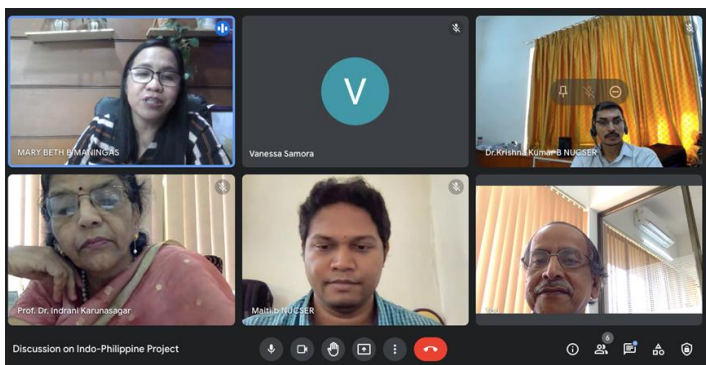 MARY BETH B MANINGAS
V
Vanessa Samora
Dr.Krishna Kumar B NUCSER
Prof. Dr. Indrani Karunasagar
Maiti b NUCSER
You
Discussion on Indo-Philippine Project
6